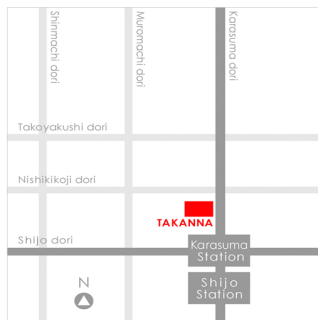 Shinmachi dori
Muromachi dori
Karasuma dori
Takoyakushi dori
Nishikikoji dori
TAKANNA
Shijo dori
Karasuma
Station
N
Shijo
Station